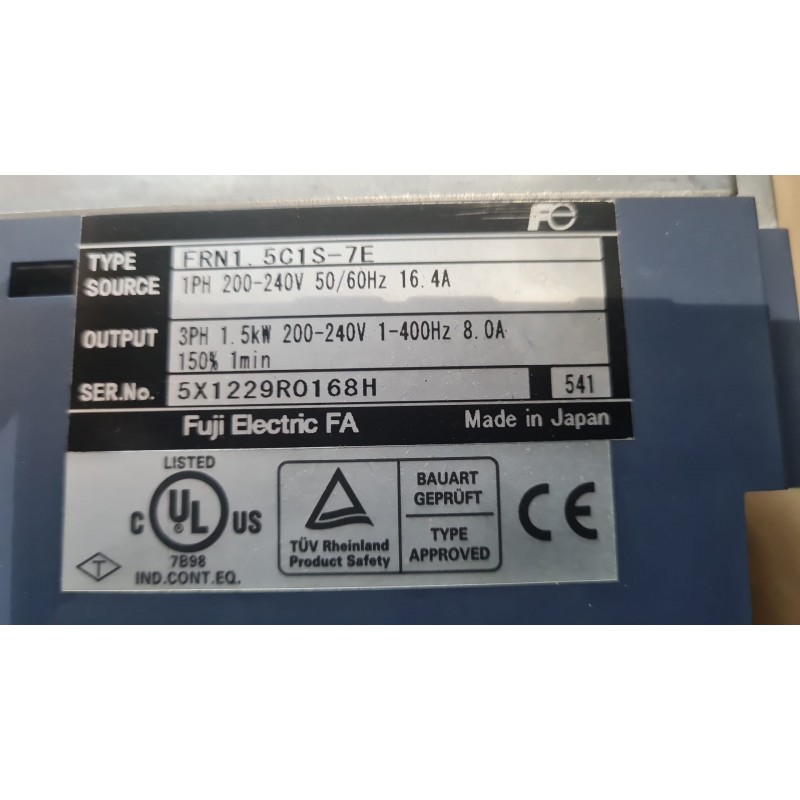 Fe
TYPE FRN1.5C1S-7E
SOURCE 1PH 200-240V 50/60Hz 16.4A
OUTPUT 3PH 1.5kW 200-240V 1-400Hz 8.0A
150% 1min
SER.No. 5X1229R0168H 541
Fuji Electric FA Made in Japan
LISTED
C UL US
7B98
IND.CONT.EQ.
T
TÜV Rheinland
Product Safety
BAUART
GEPRÜFT
TYPE
APPROVED
CE